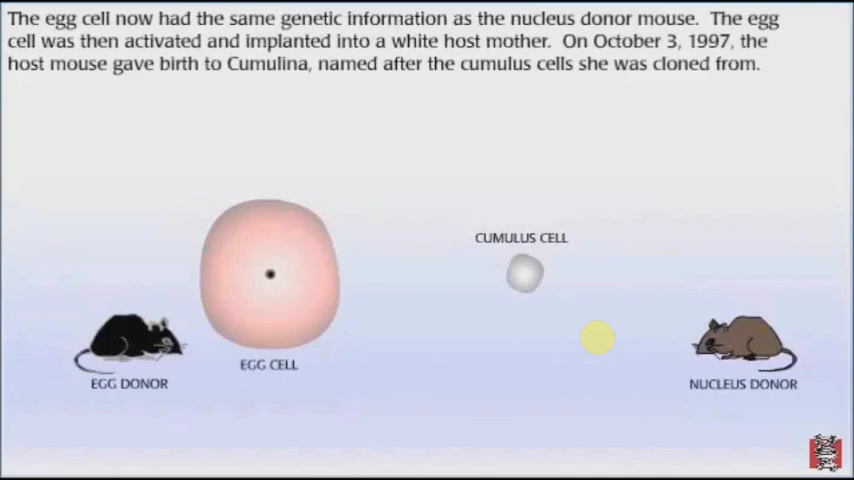 The egg cell now had the same genetic information as the nucleus donor mouse.  The egg
cell was then activated and implanted into a white host mother.  On October 3, 1997, the
host mouse gave birth to Cumulina, named after the cumulus cells she was cloned from.
CUMULUS CELL
EGG CELL
EGG DONOR
NUCLEUS DONOR